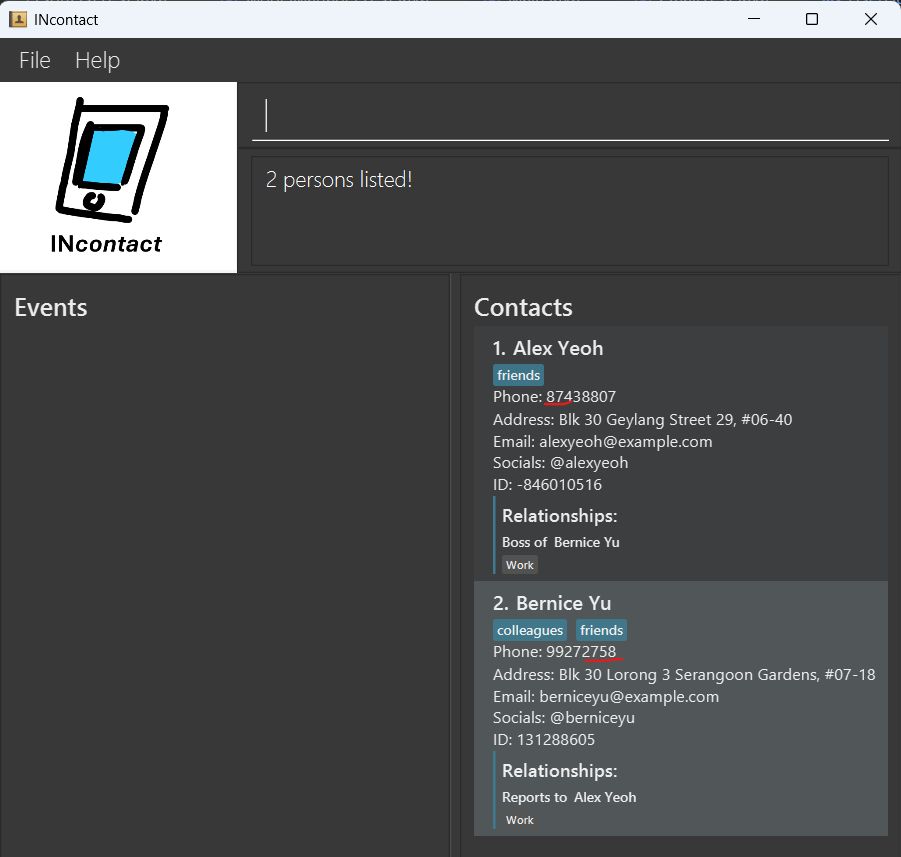 INcontact
File Help
INcontact
2 persons listed!
Events
Contacts
1. Alex Yeoh
friends
Phone: 87438807
Address: Blk 30 Geylang Street 29, #06-40
Email: alexyeoh@example.com
Socials: @alexyeoh
ID: -846010516
Relationships:
Boss of Bernice Yu
Work
2. Bernice Yu
colleagues friends
Phone: 99272758
Address: Blk 30 Lorong 3 Serangoon Gardens, #07-18
Email: berniceyu@example.com
Socials: @berniceyu
ID: 131288605
Relationships:
Reports to Alex Yeoh
Work